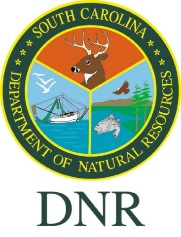 SOUTH CAROLINA
DEPARTMENT OF NATURAL RESOURCES
DNR